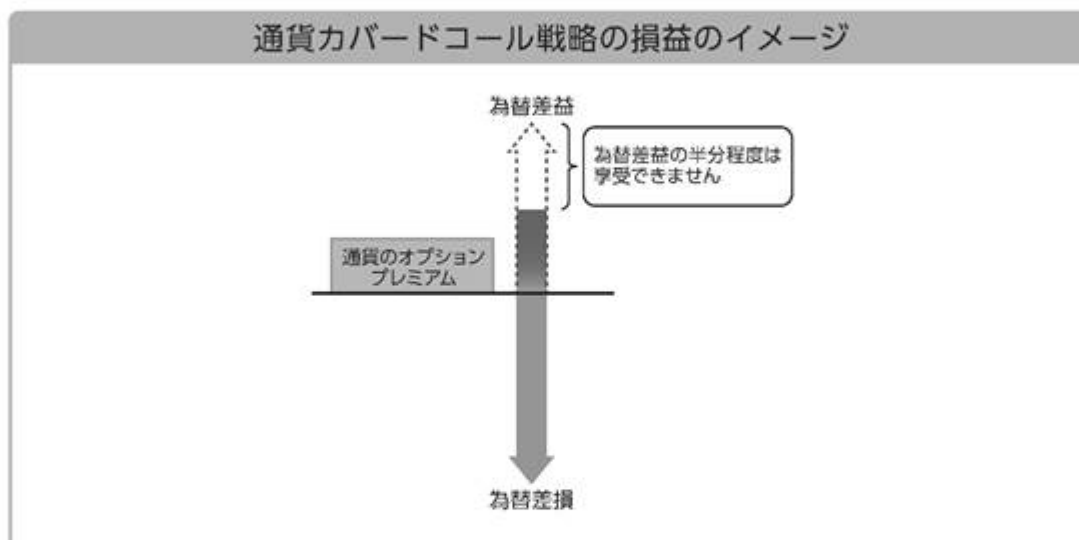 通貨カバードコール戦略の損益のイメージ
為替差益
為替差益の半分程度は
享受できません
通貨のオプション
プレミアム
為替差損